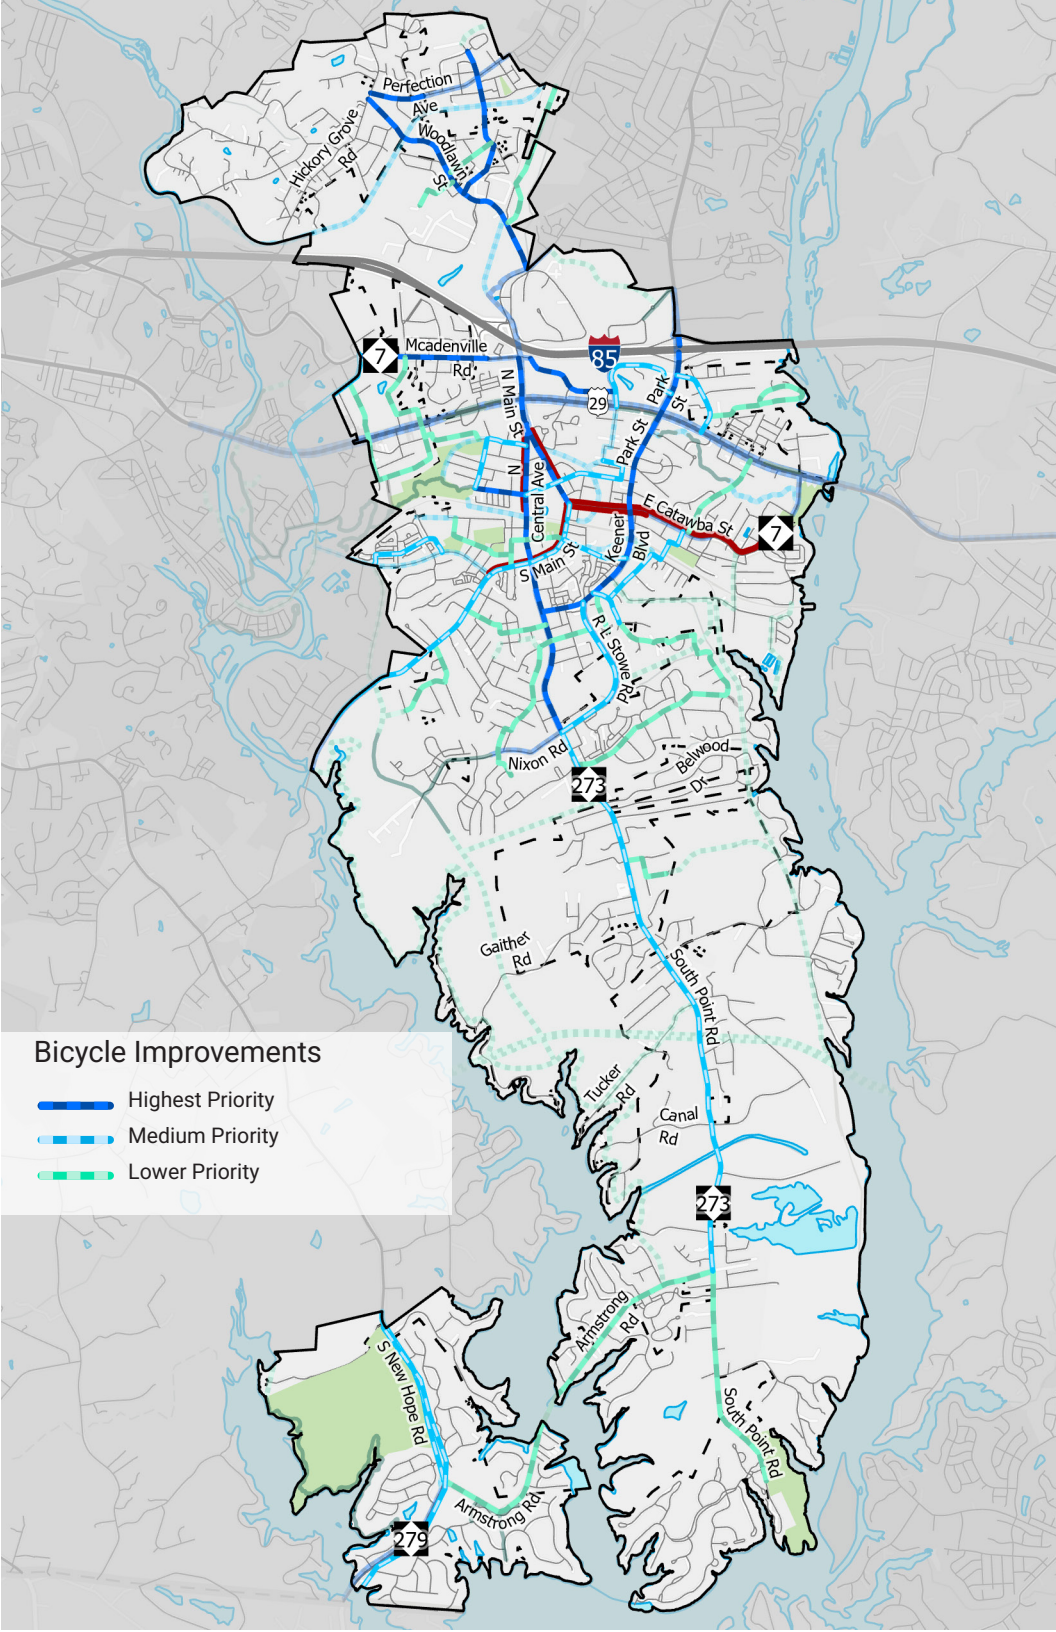 Perfection
Ave
Woodlawn
St
Hickory Grove
Rd
7
Mcadenville
Rd
85
29
N Main St
Park
St
Park St
N
Central Ave
E Catawba St
7
Keener
Blvd
S Main St
R L Stowe Rd
Nixon Rd
Belwood
Dr
273
Gaither
Rd
South Point Rd
Bicycle Improvements
Highest Priority
Medium Priority
Lower Priority
Tucker
Rd
Canal
Rd
273
Armstrong
Rd
S New Hope Rd
South Point Rd
Armstrong Rd
279